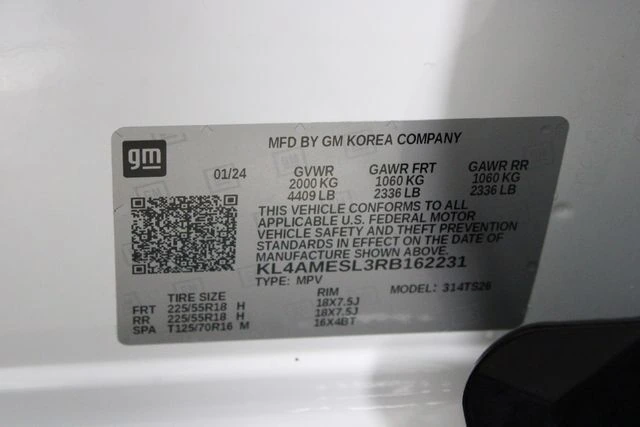 gm
MFD BY GM KOREA COMPANY
01/24 GVWR GAWR FRT GAWR RR
2000 KG 1060 KG 1060 KG
4409 LB 2336 LB 2336 LB
THIS VEHICLE CONFORMS TO ALL
APPLICABLE U.S. FEDERAL MOTOR
VEHICLE SAFETY AND THEFT PREVENTION
STANDARDS IN EFFECT ON THE DATE OF
MANUFACTURE SHOWN ABOVE.
KL4AMESL3RB162231
TYPE: MPV MODEL: 314TS26
TIRE SIZE RIM
FRT 225/55R18 H 18X7.5J
RR 225/55R18 H 18X7.5J
SPA T125/70R16 M 16X4BT